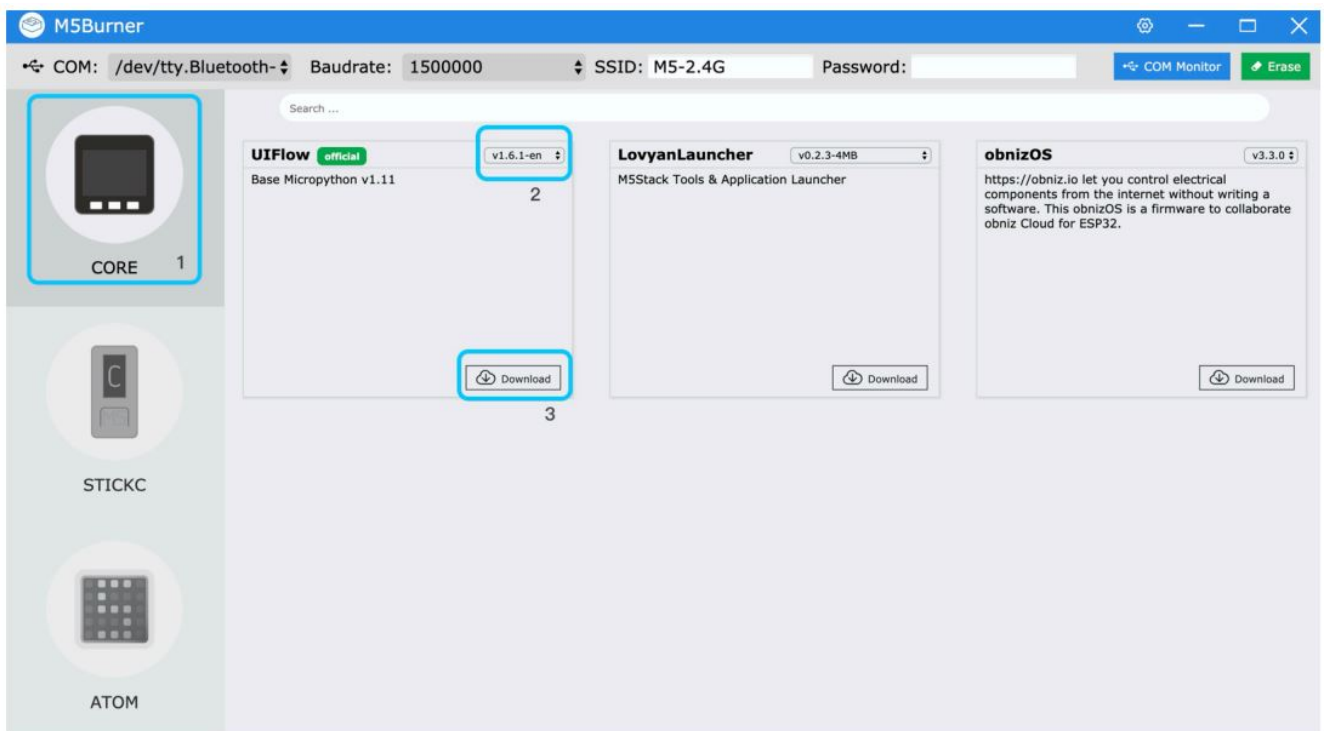 M5Burner
COM: /dev/tty.Bluetooth- Baudrate: 1500000 SSID: M5-2.4G Password: COM Monitor Erase
Search ...
CORE 1
STICKC
ATOM
UIFlow official v1.6.1-en
Base Micropython v1.11
2
Download
3
LovyanLauncher v0.2.3-4MB
M5Stack Tools & Application Launcher
Download
obnizOS v3.3.0
https://obniz.io let you control electrical
components from the internet without writing a
software. This obnizOS is a firmware to collaborate
obniz Cloud for ESP32.
Download
C